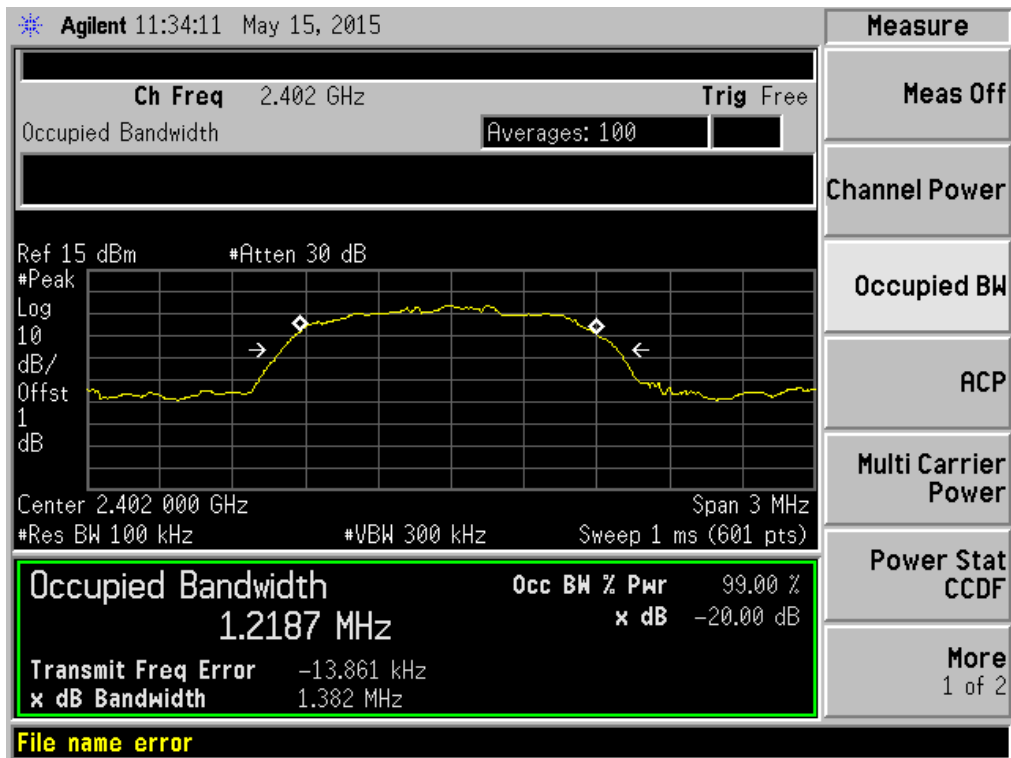 Agilent 11:34:11 May 15, 2015
Measure
Ch Freq 2.402 GHz Trig Free
Occupied Bandwidth Averages: 100
Meas Off
Channel Power
Occupied BW
ACP
Multi Carrier
Power
Power Stat
CCDF
More
1 of 2
Ref 15 dBm #Atten 30 dB
#Peak
Log
10
dB/
Offst
1
dB
Center 2.402 000 GHz Span 3 MHz
#Res BW 100 kHz #VBW 300 kHz Sweep 1 ms (601 pts)
Occupied Bandwidth Occ BW % Pwr 99.00 %
1.2187 MHz x dB -20.00 dB
Transmit Freq Error -13.861 kHz
x dB Bandwidth 1.382 MHz
File name error